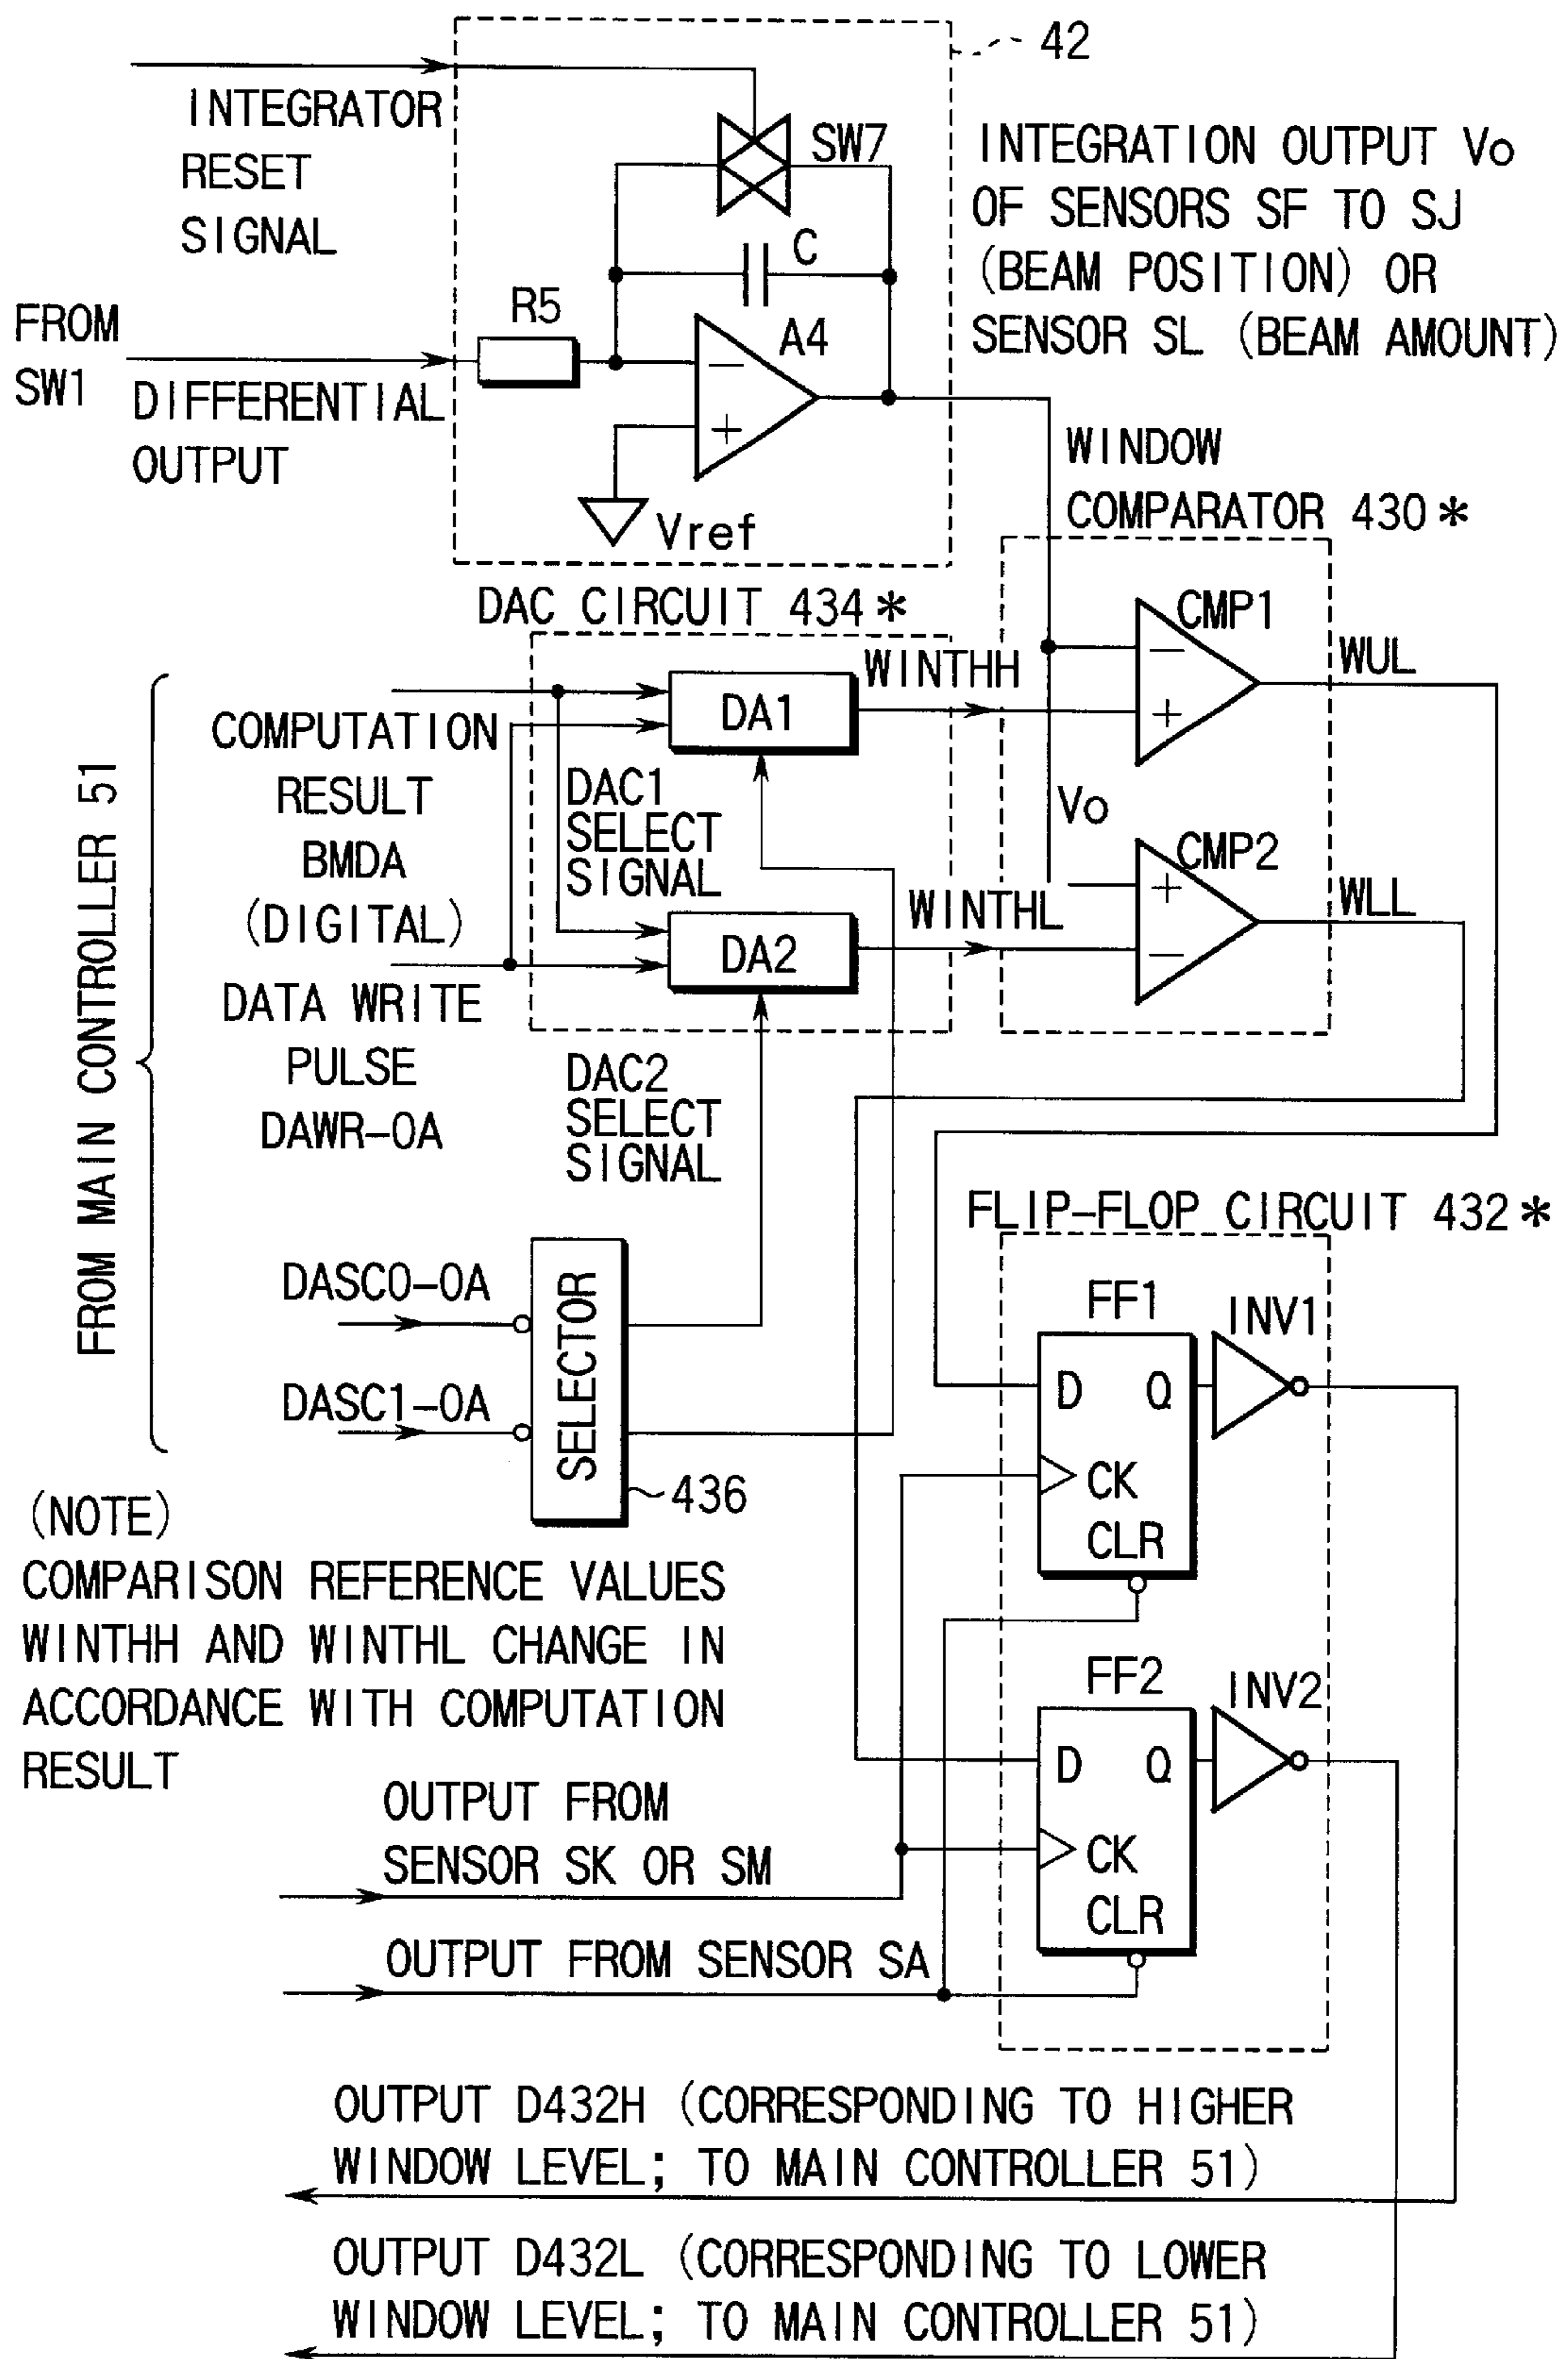 42
INTEGRATOR
RESET
SIGNAL
SW7
INTEGRATION OUTPUT Vo
OF SENSORS SF TO SJ
(BEAM POSITION) OR
SENSOR SL (BEAM AMOUNT)
C
FROM
SW1
R5
A4
DIFFERENTIAL
OUTPUT
−
+
Vref
WINDOW
COMPARATOR 430*
DAC CIRCUIT 434*
FROM MAIN CONTROLLER 51
COMPUTATION
RESULT
BMDA
(DIGITAL)
DATA WRITE
PULSE
DAWR-0A
DA1
WINTHH
CMP1
−
+
WUL
DAC1
SELECT
SIGNAL
Vo
DA2
WINTHL
CMP2
+
−
WLL
DAC2
SELECT
SIGNAL
FLIP-FLOP CIRCUIT 432*
DASC0-0A
DASC1-0A
SELECTOR
436
FF1
INV1
D Q
CK
CLR
(NOTE)
COMPARISON REFERENCE VALUES
WINTHH AND WINTHL CHANGE IN
ACCORDANCE WITH COMPUTATION
RESULT
FF2
INV2
D Q
CK
CLR
OUTPUT FROM
SENSOR SK OR SM
OUTPUT FROM SENSOR SA
OUTPUT D432H (CORRESPONDING TO HIGHER
WINDOW LEVEL; TO MAIN CONTROLLER 51)
OUTPUT D432L (CORRESPONDING TO LOWER
WINDOW LEVEL; TO MAIN CONTROLLER 51)